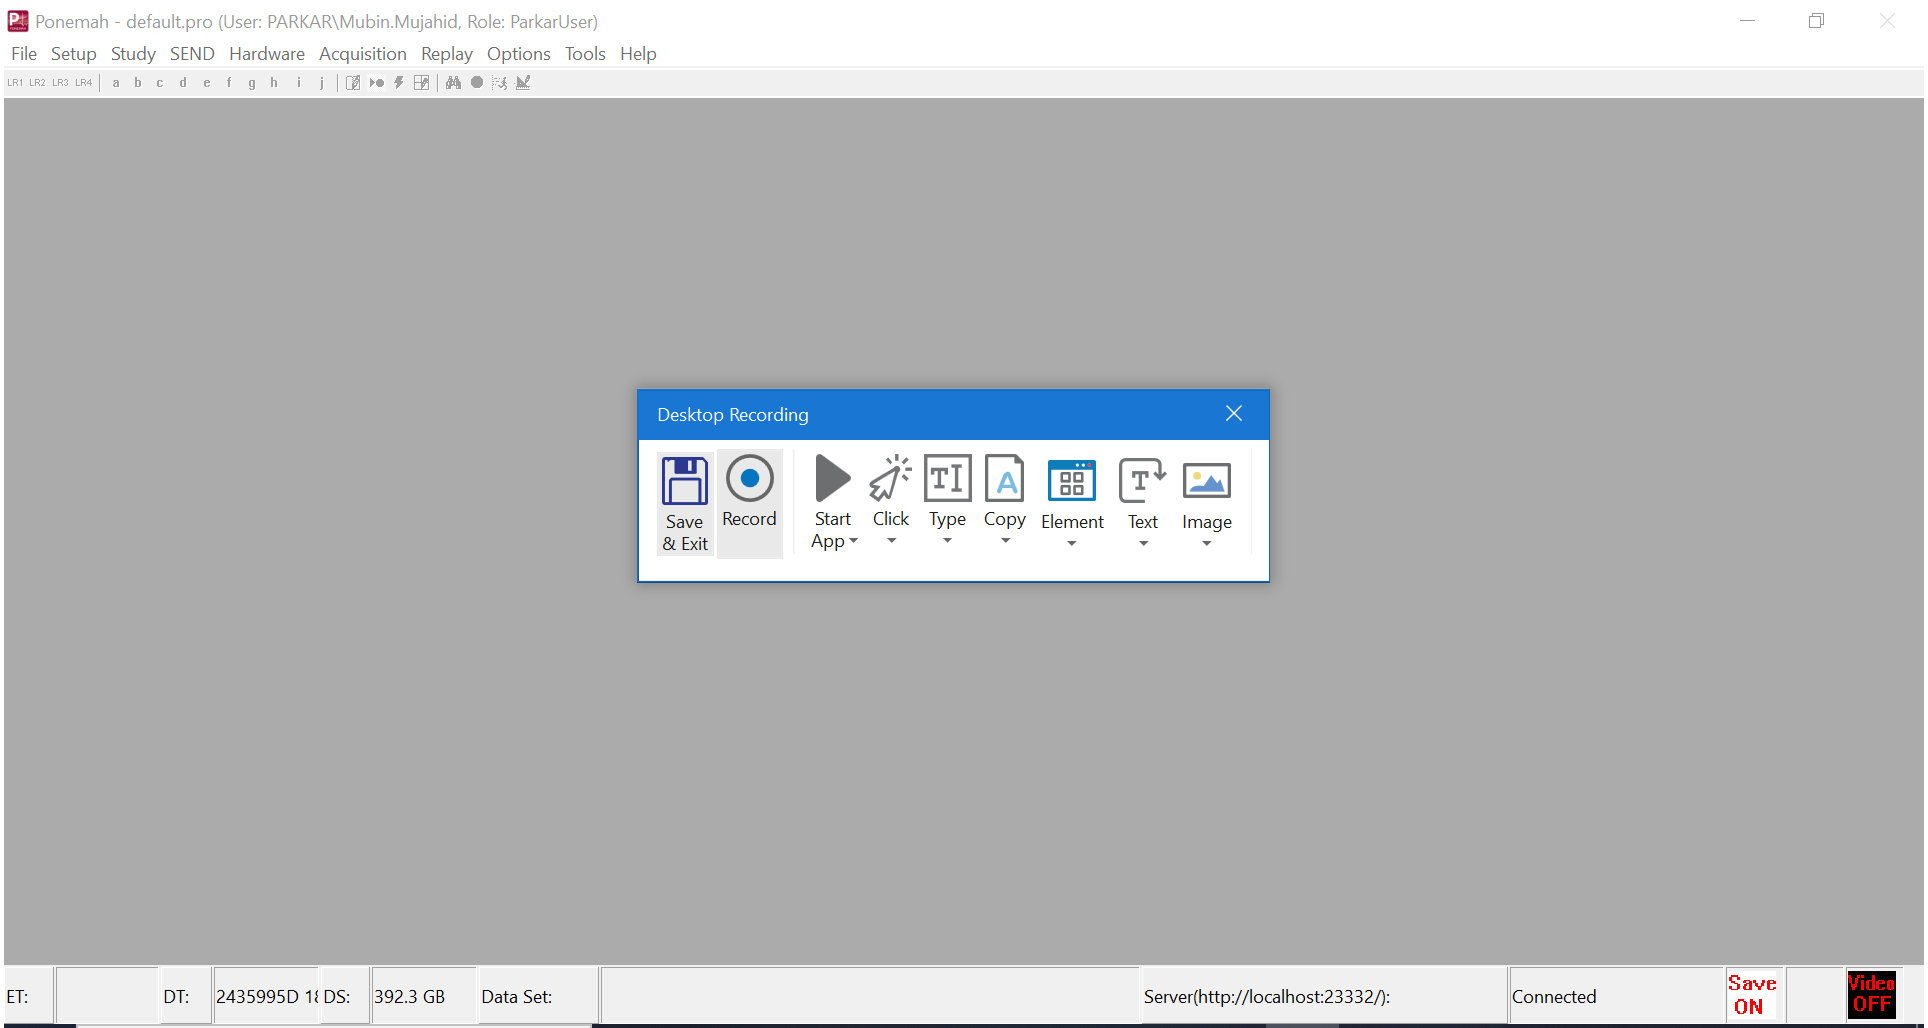 Ponemah - default.pro (User: PARKAR\Mubin.Mujahid, Role: ParkarUser)
File Setup Study SEND Hardware Acquisition Replay Options Tools Help
LR1 LR2 LR3 LR4 a b c d e f g h i j
Desktop Recording
Save & Exit
Record
Start App
Click
Type
Copy
Element
Text
Image
ET: DT: 2435995D 18 DS: 392.3 GB Data Set: Server(http://localhost:23332/): Connected
Save ON
Video OFF